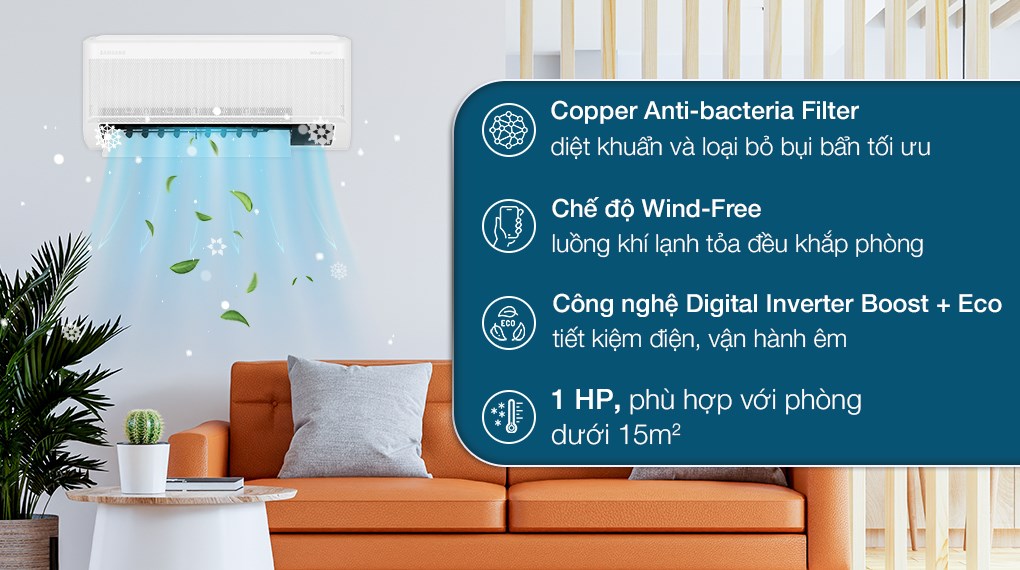 SAMSUNG
Copper Anti-bacteria Filter
diệt khuẩn và loại bỏ bụi bẩn tối ưu
Chế độ Wind-Free
luồng khí lạnh tỏa đều khắp phòng
ECO
Công nghệ Digital Inverter Boost + Eco
tiết kiệm điện, vận hành êm
1 HP, phù hợp với phòng
dưới 15m²